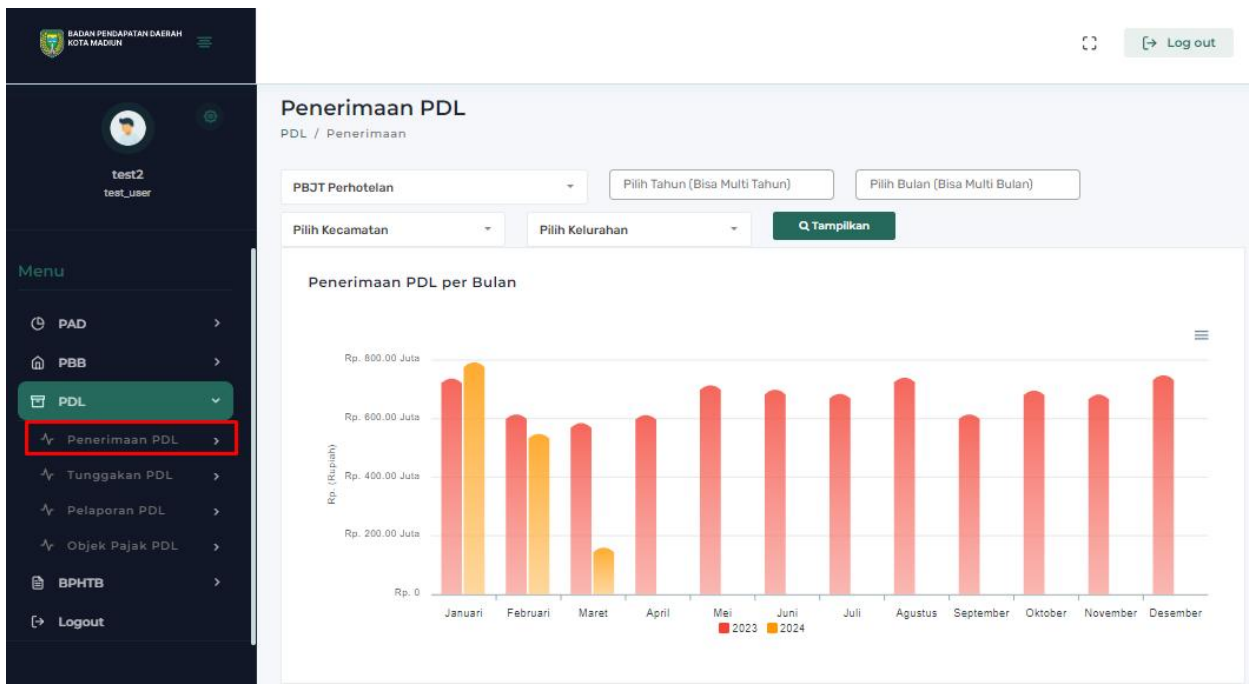 BADAN PENDAPATAN DAERAH
KOTA MADIUN
Log out
test2
test_user
Menu
PAD
PBB
PDL
Penerimaan PDL
Tunggakan PDL
Pelaporan PDL
Objek Pajak PDL
BPHTB
Logout
Penerimaan PDL
PDL / Penerimaan
PBJT Perhotelan
Pilih Tahun (Bisa Multi Tahun)
Pilih Bulan (Bisa Multi Bulan)
Pilih Kecamatan
Pilih Kelurahan
Tampilkan
Penerimaan PDL per Bulan
Rp. (Rupiah)
Rp. 800.00 Juta
Rp. 600.00 Juta
Rp. 400.00 Juta
Rp. 200.00 Juta
Rp. 0
Januari Februari Maret April Mei Juni Juli Agustus September Oktober November Desember
2023 2024